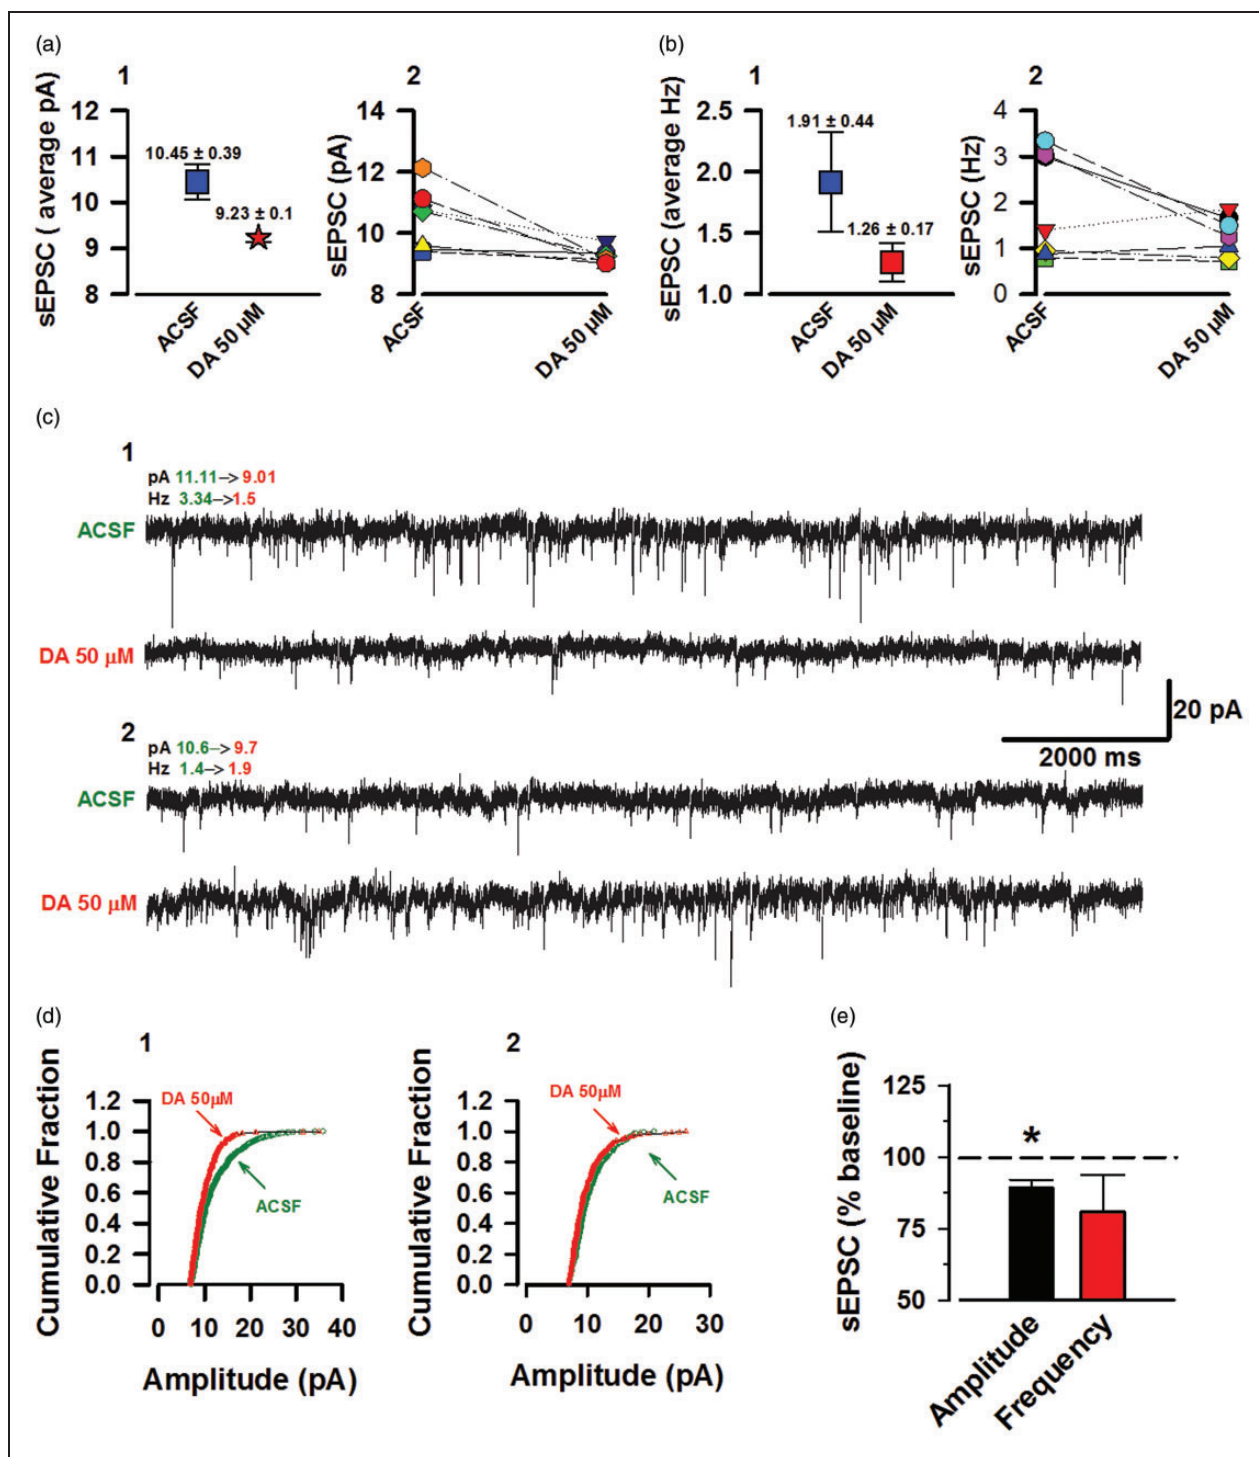 (a)
1
sEPSC ( average pA)
12
11
10
9
8
10.45 ± 0.39
9.23 ± 0.1
ACSF
DA 50 µM
2
sEPSC (pA)
14
12
10
8
ACSF
DA 50 µM
(b)
1
sEPSC (average Hz)
2.5
2.0
1.5
1.0
1.91 ± 0.44
1.26 ± 0.17
ACSF
DA 50 µM
2
sEPSC (Hz)
4
3
2
1
0
ACSF
DA 50 µM
(c)
1
pA 11.11–> 9.01
Hz 3.34–>1.5
ACSF
DA 50 µM
20 pA
2000 ms
2
pA 10.6–> 9.7
Hz 1.4–> 1.9
ACSF
DA 50 µM
(d)
1
Cumulative Fraction
1.2
1.0
0.8
0.6
0.4
0.2
0.0
DA 50µM
ACSF
0 10 20 30 40
Amplitude (pA)
2
Cumulative Fraction
1.2
1.0
0.8
0.6
0.4
0.2
0.0
DA 50µM
ACSF
0 10 20 30
Amplitude (pA)
(e)
sEPSC (% baseline)
125
100
75
50
*
Amplitude
Frequency